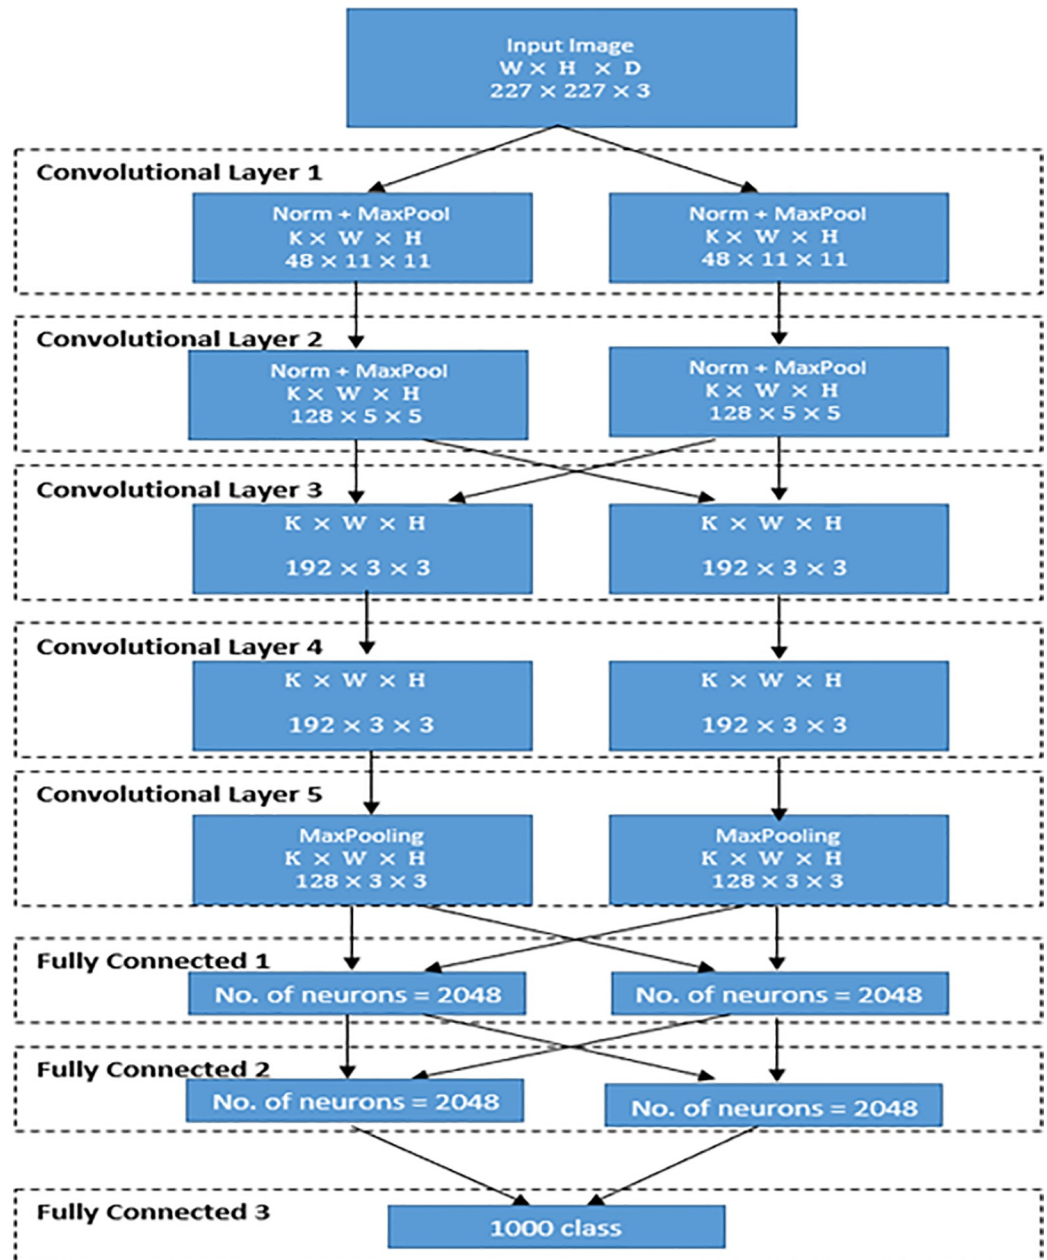 Input Image
W × H × D
227 × 227 × 3
Convolutional Layer 1
Norm + MaxPool
K × W × H
48 × 11 × 11
Norm + MaxPool
K × W × H
48 × 11 × 11
Convolutional Layer 2
Norm + MaxPool
K × W × H
128 × 5 × 5
Norm + MaxPool
K × W × H
128 × 5 × 5
Convolutional Layer 3
K × W × H
192 × 3 × 3
K × W × H
192 × 3 × 3
Convolutional Layer 4
K × W × H
192 × 3 × 3
K × W × H
192 × 3 × 3
Convolutional Layer 5
MaxPooling
K × W × H
128 × 3 × 3
MaxPooling
K × W × H
128 × 3 × 3
Fully Connected 1
No. of neurons = 2048
No. of neurons = 2048
Fully Connected 2
No. of neurons = 2048
No. of neurons = 2048
Fully Connected 3
1000 class